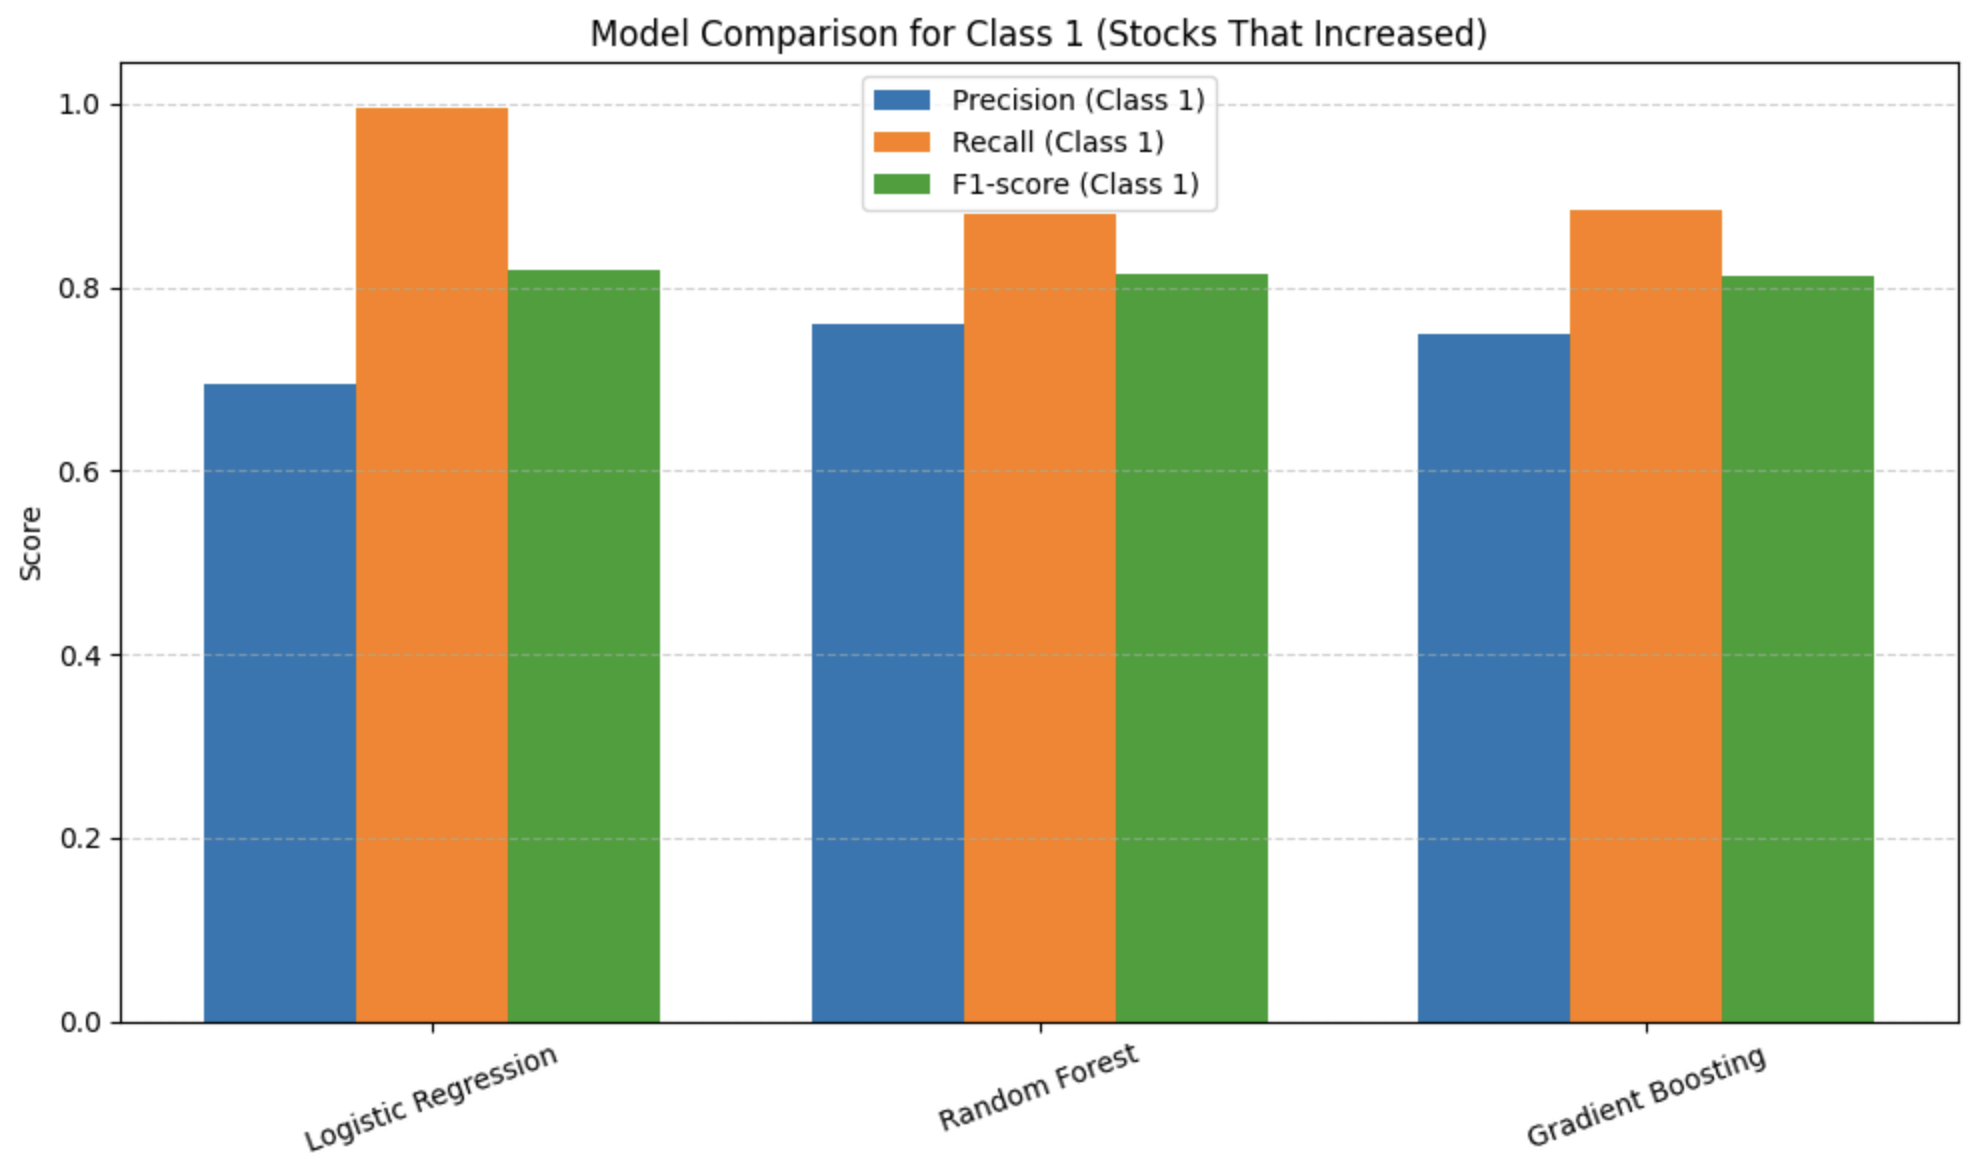 Model Comparison for Class 1 (Stocks That Increased)
Precision (Class 1)
Recall (Class 1)
F1-score (Class 1)
Score
1.0
0.8
0.6
0.4
0.2
0.0
Logistic Regression
Random Forest
Gradient Boosting